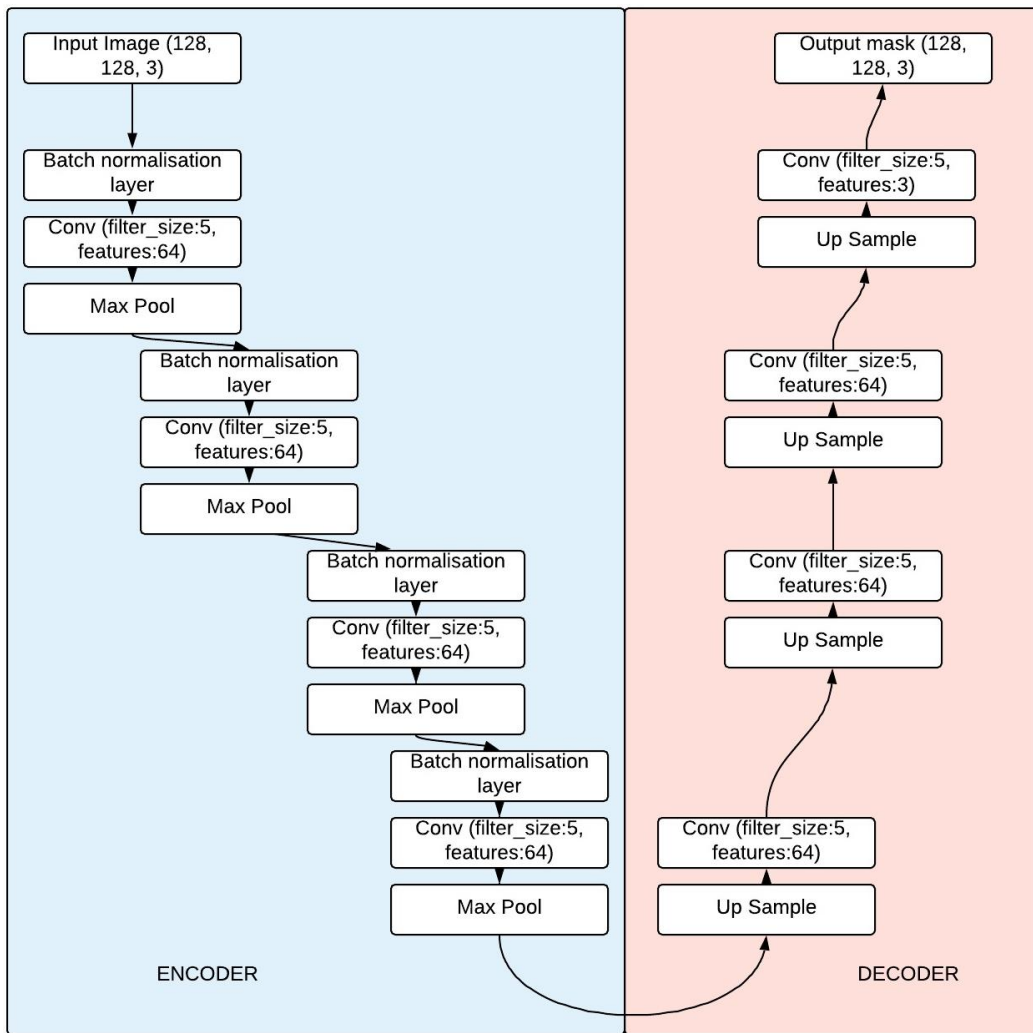 Input Image (128,
128, 3)
Batch normalisation
layer
Conv (filter_size:5,
features:64)
Max Pool
Batch normalisation
layer
Conv (filter_size:5,
features:64)
Max Pool
Batch normalisation
layer
Conv (filter_size:5,
features:64)
Max Pool
Batch normalisation
layer
Conv (filter_size:5,
features:64)
Max Pool
ENCODER
Output mask (128,
128, 3)
Conv (filter_size:5,
features:3)
Up Sample
Conv (filter_size:5,
features:64)
Up Sample
Conv (filter_size:5,
features:64)
Up Sample
Conv (filter_size:5,
features:64)
Up Sample
DECODER